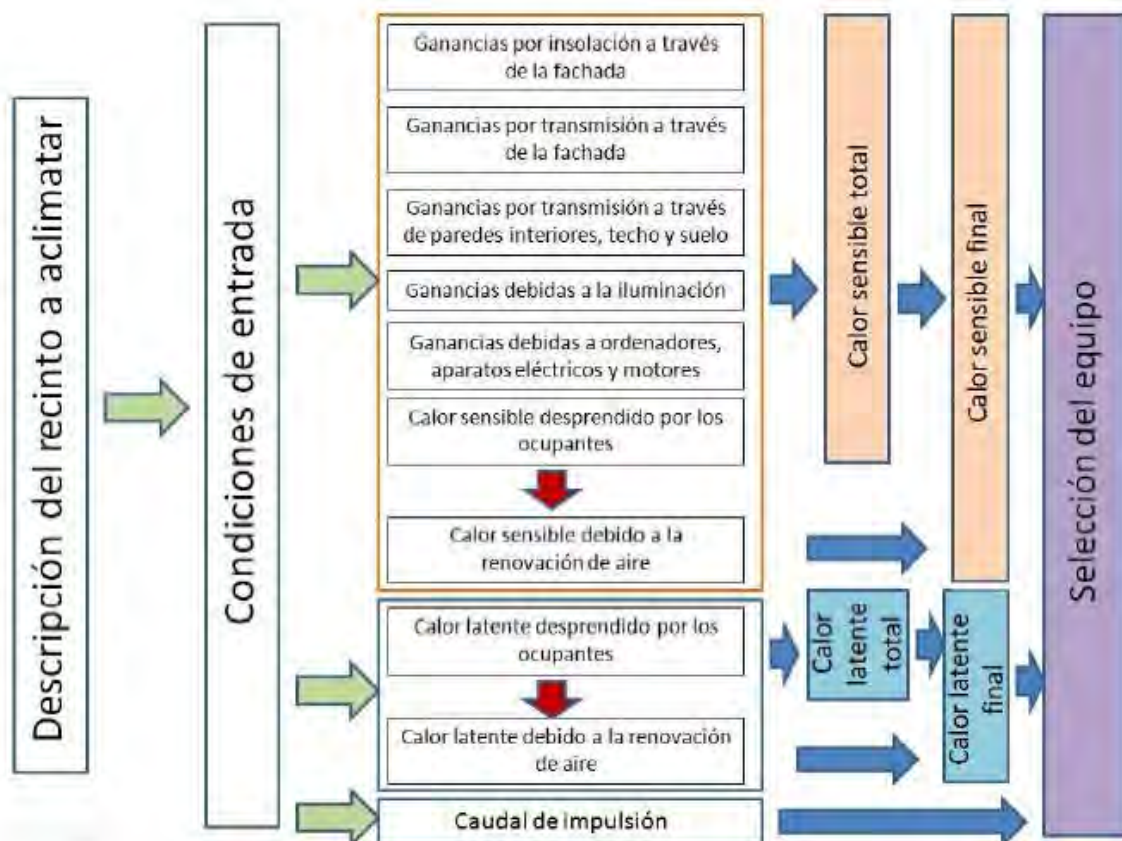 Descripción del recinto a aclimatar
Condiciones de entrada
Ganancias por insolación a través
de la fachada
Ganancias por transmisión a través
de la fachada
Ganancias por transmisión a través
de paredes interiores, techo y suelo
Ganancias debidas a la iluminación
Ganancias debidas a ordenadores,
aparatos eléctricos y motores
Calor sensible desprendido por los
ocupantes
Calor sensible debido a la
renovación de aire
Calor latente desprendido por los
ocupantes
Calor latente debido a la renovación
de aire
Caudal de impulsión
Calor sensible total
Calor latente
total
Calor sensible final
Calor latente
final
Selección del equipo